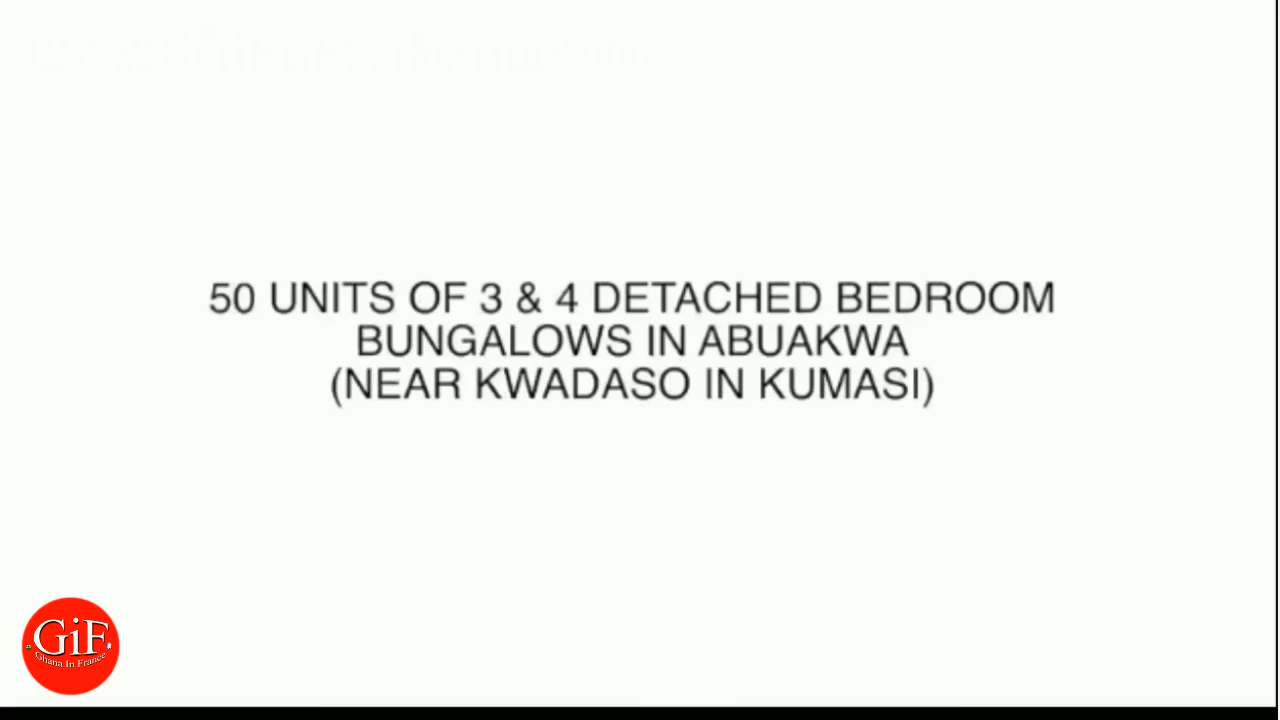 www GhanaInFrance com
50 UNITS OF 3 & 4 DETACHED BEDROOM
BUNGALOWS IN ABUAKWA
(NEAR KWADASO IN KUMASI)
GiF
Ghana In France